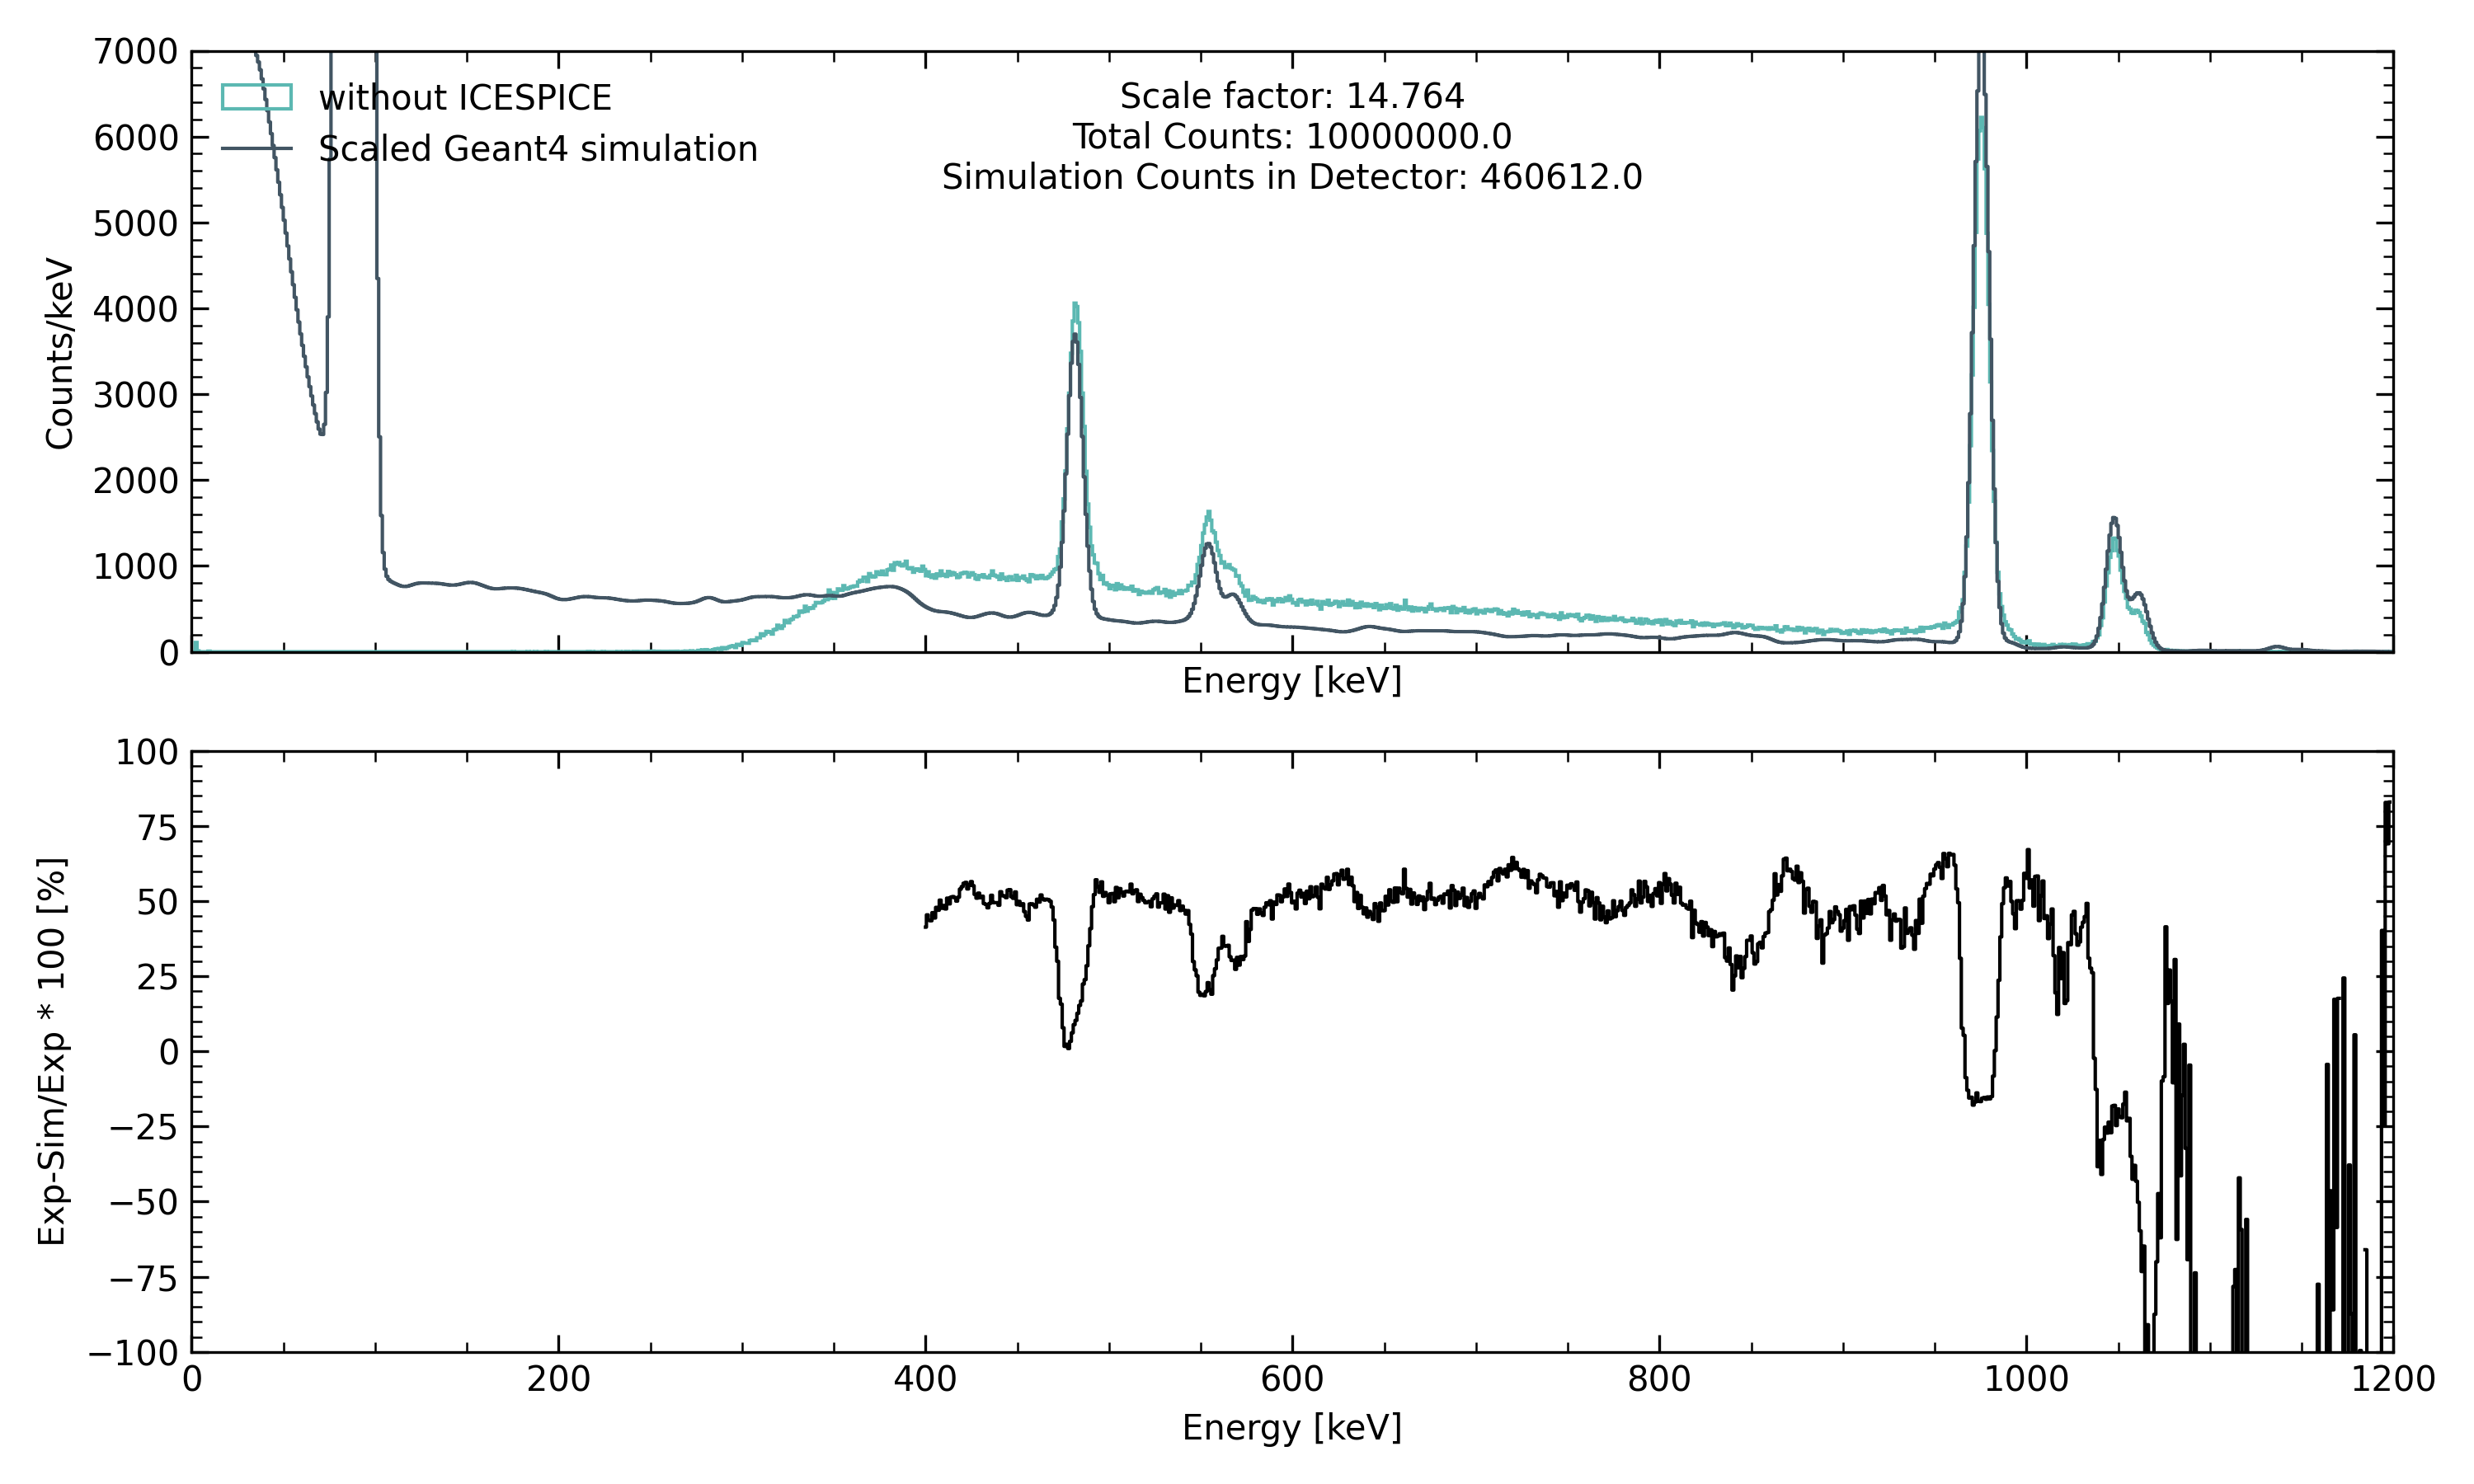 7000
6000
5000
4000
3000
2000
1000
0
Counts/keV
without ICESPICE
Scaled Geant4 simulation
Scale factor: 14.764
Total Counts: 10000000.0
Simulation Counts in Detector: 460612.0
Energy [keV]
100
75
50
25
0
−25
−50
−75
−100
Exp-Sim/Exp * 100 [%]
0 200 400 600 800 1000 1200
Energy [keV]